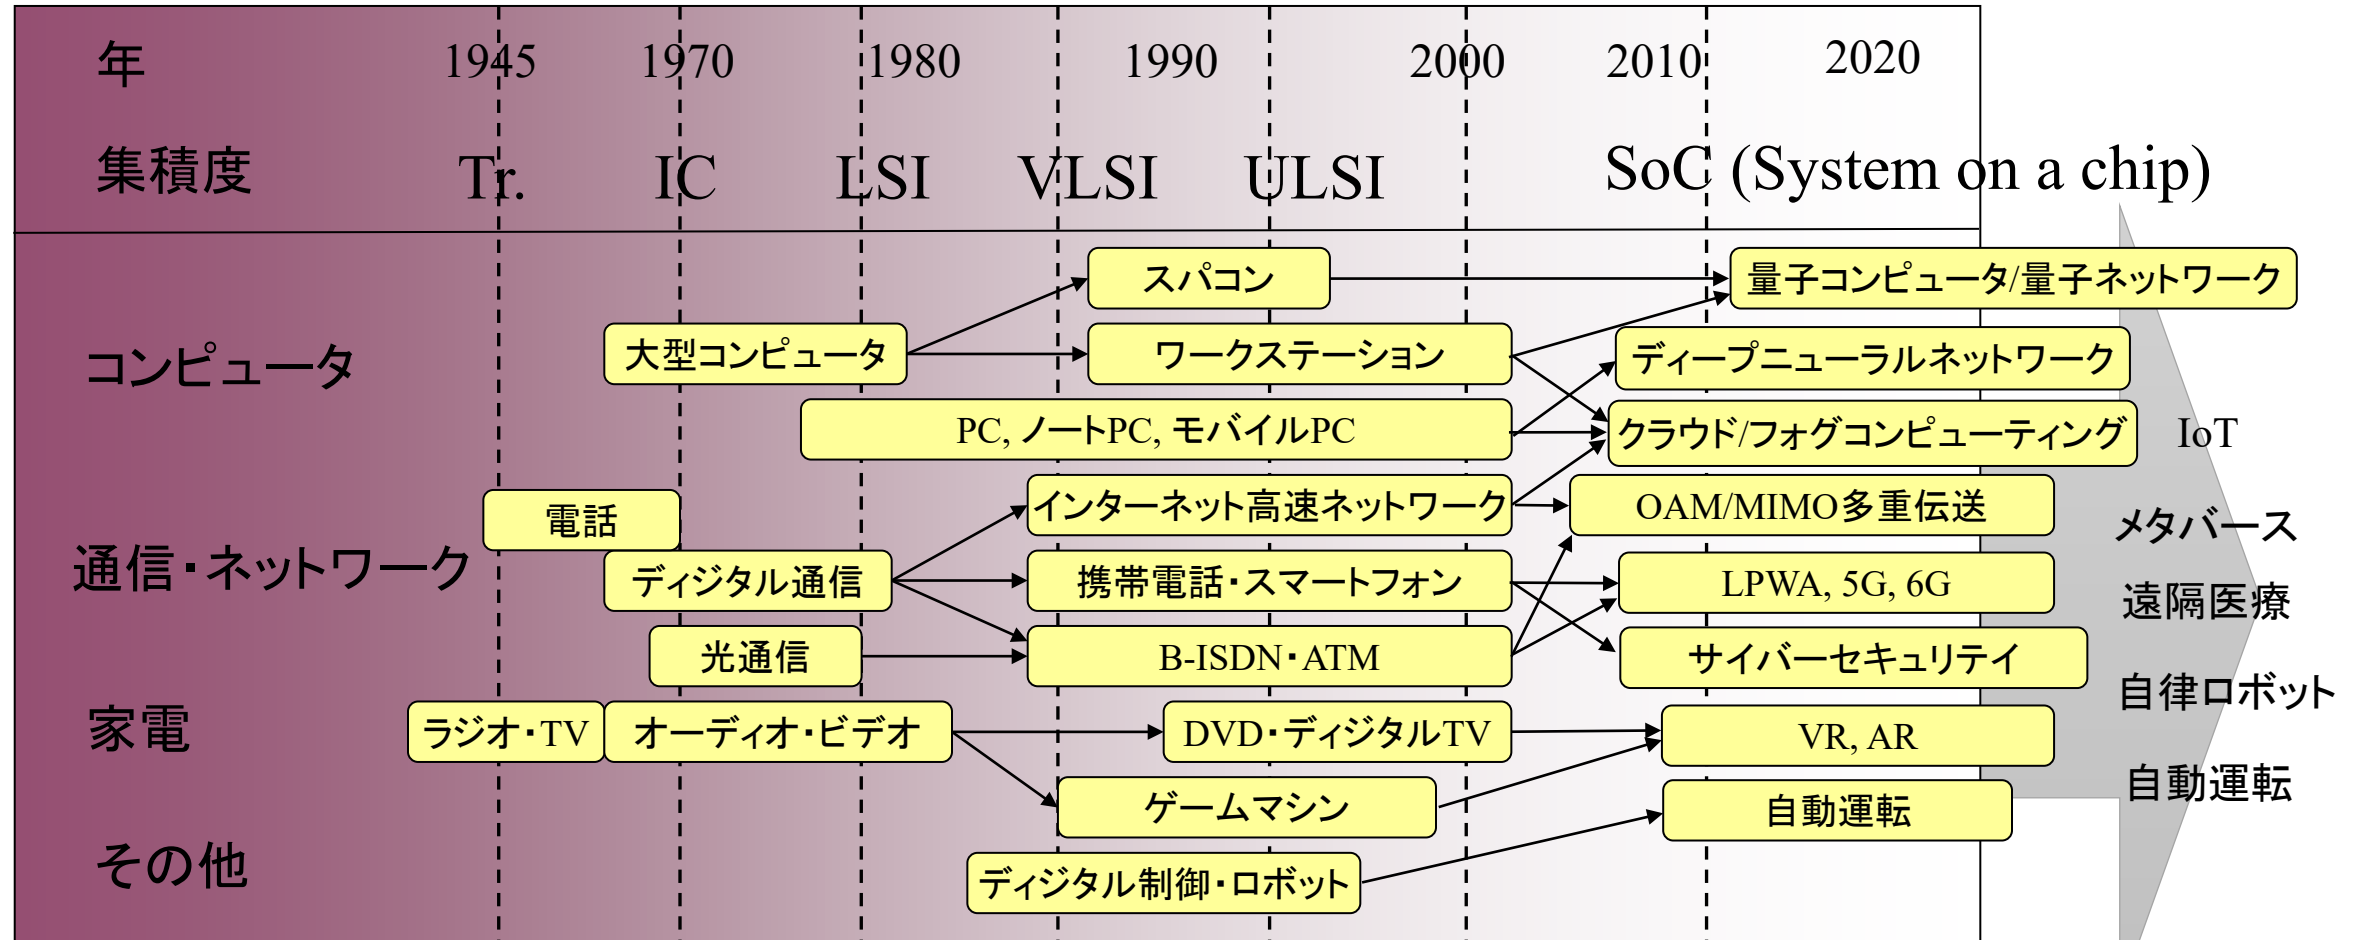 年 1945 1970 1980 1990 2000 2010 2020
集積度 Tr. IC LSI VLSI ULSI SoC (System on a chip)
スパコン 量子コンピュータ/量子ネットワーク
コンピュータ 大型コンピュータ ワークステーション ディープニューラルネットワーク
PC, ノートPC, モバイルPC クラウド/フォグコンピューティング IoT
電話 インターネット高速ネットワーク OAM/MIMO多重伝送 メタバース
通信・ネットワーク ディジタル通信 携帯電話・スマートフォン LPWA, 5G, 6G 遠隔医療
光通信 B-ISDN・ATM サイバーセキュリテイ 自律ロボット
家電 ラジオ・TV オーディオ・ビデオ DVD・ディジタルTV VR, AR
ゲームマシン 自動運転 自動運転
その他 ディジタル制御・ロボット